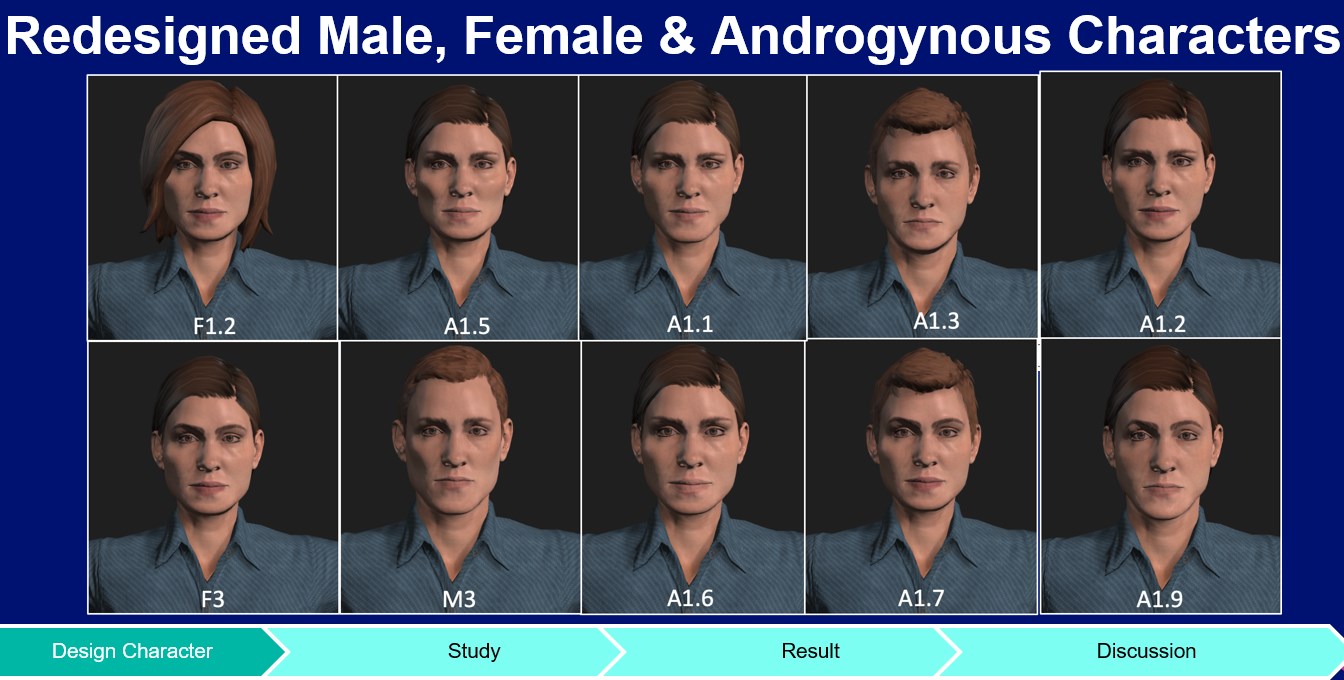 Redesigned Male, Female & Androgynous Characters
F1.2
A1.5
A1.1
A1.3
A1.2
F3
M3
A1.6
A1.7
A1.9
Design Character
Study
Result
Discussion